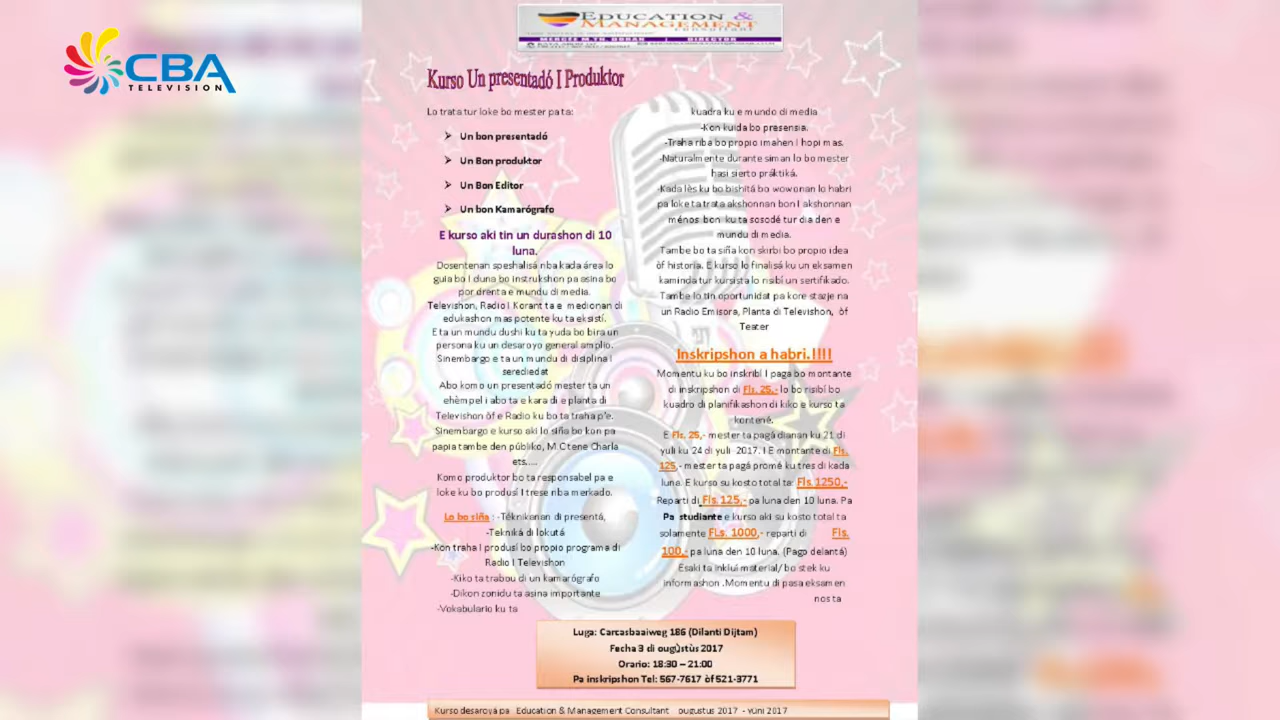 CBA
TELEVISION
EDUCATION &
MANAGEMENT
consultant
MERCÈS M.TH. DORAN / DIRECTOR
Kurso Un presentadó I Produktor
Lo trata tur loke bo mester pa ta:
Un bon presentadó
Un Bon produktor
Un Bon Editor
Un bon Kamarógrafo
E kurso aki tin un durashon di 10
luna.
Dosentenan speshalisá riba kada área lo
guia bo I duna bo instrukshon pa asina bo
por drenta e mundu di media.
Televishon, Radio I Korant ta e medionan di
edukashon mas potente ku ta eksistí.
E ta un mundu dushi ku ta yuda bo bira un
persona ku un desaroyo general amplio.
Sinembargo e ta un mundu di disiplina I
serediedat
Abo komo un presentadó mester ta un
ehèmpel i abo ta e kara di e planta di
Televishon òf e Radio ku bo ta traha p'e.
Sinembargo e kurso aki lo siña bo kon pa
papia tambe den públiko, M.C tene Charla
ets.....
Komo produktor bo ta responsabel pa e
loke ku bo produsí I trese riba merkado.
Lo bo siña : -Téknikanan di presentá,
-Tekniká di lokutá
-Kon traha I produsí bo propio programa di
Radio I Televishon
-Kiko ta trabou di un kamarógrafo
-Dikon zonidu ta asina importante
-Vokabulario ku ta
kuadra ku e mundo di media.
-Kon kuida bo presensia.
-Traha riba bo propio imahen I hopi mas.
-Naturalmente durante siman lo bo mester
hasi sierto práktiká.
-Kada lès ku bo bishitá bo wowonan lo habri
pa loke ta trata akshonnan bon I akshonnan
ménos bon ku ta sosodé tur dia den e
mundu di media.
Tambe bo ta siña kon skirbi bo propio idea
òf historia. E kurso lo finalisá ku un eksamen
kaminda tur kursista lo risibí un sertifikado.
Tambe lo tin oportunidat pa kore stazje na
un Radio Emisora, Planta di Televishon, òf
Teater
Inskripshon a habri.!!!!
Momentu ku bo inskribí I paga bo montante
di inskripshon di Fls. 25,- lo bo risibí bo
kuadro di planifikashon di kiko e kurso ta
kontené.
E Fls. 25,- mester ta pagá dianan ku 21 di
yuli ku 24 di yuli 2017. I E montante di Fls.
125,- mester ta pagá promé ku tres di kada
luna. E kurso su kosto total ta: Fls. 1250,-
Reparti di Fls. 125,- pa luna den 10 luna. Pa
Pa studiante e kurso aki su kosto total ta
solamente FLs. 1000,- reparti di Fls.
100,- pa luna den 10 luna. (Pago delantá)
Esaki ta inkluí material/ bo stek ku
informashon .Momentu di pasa eksamen
nos ta
Luga: Carcasbaaiweg 186 (Dilanti Dijtam)
Fecha 3 di ougùstùs 2017
Orario: 18:30 – 21:00
Pa inskripshon Tel: 567-7617 òf 521-3771
Kurso desaroyá pa Education & Management Consultant ougustus 2017 - yüni 2017